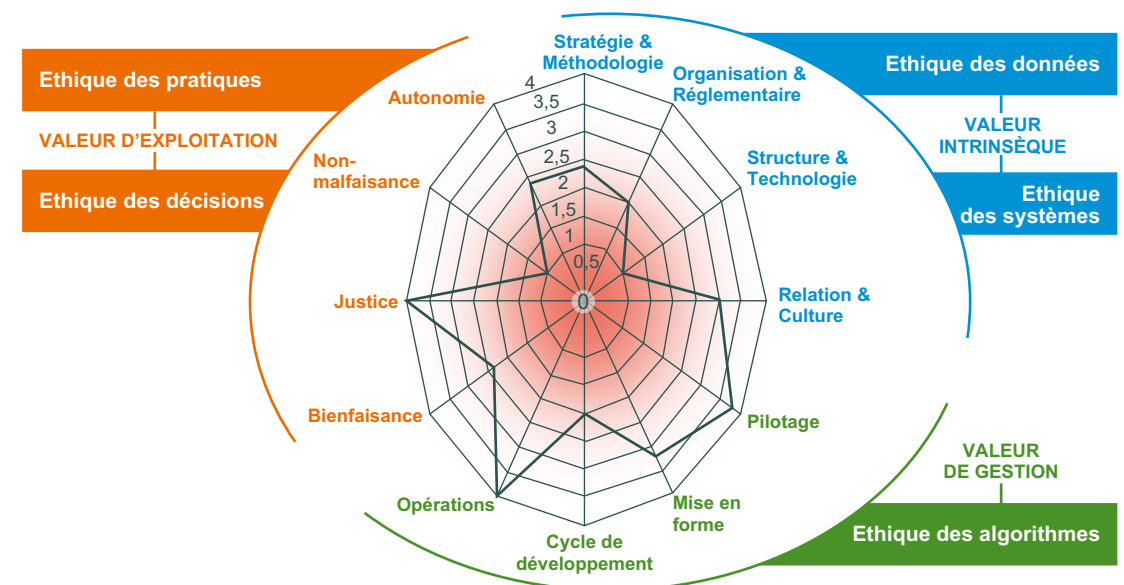 Ethique des pratiques
VALEUR D'EXPLOITATION
Ethique des décisions
Stratégie &
Méthodologie
Organisation &
Réglementaire
Structure &
Technologie
Relation &
Culture
Pilotage
Mise en
forme
Cycle de
développement
Opérations
Bienfaisance
Justice
Non-
malfaisance
Autonomie
4
3,5
3
2,5
2
1,5
1
0,5
0
Ethique des données
VALEUR
INTRINSÈQUE
Ethique
des systèmes
VALEUR
DE GESTION
Ethique des algorithmes